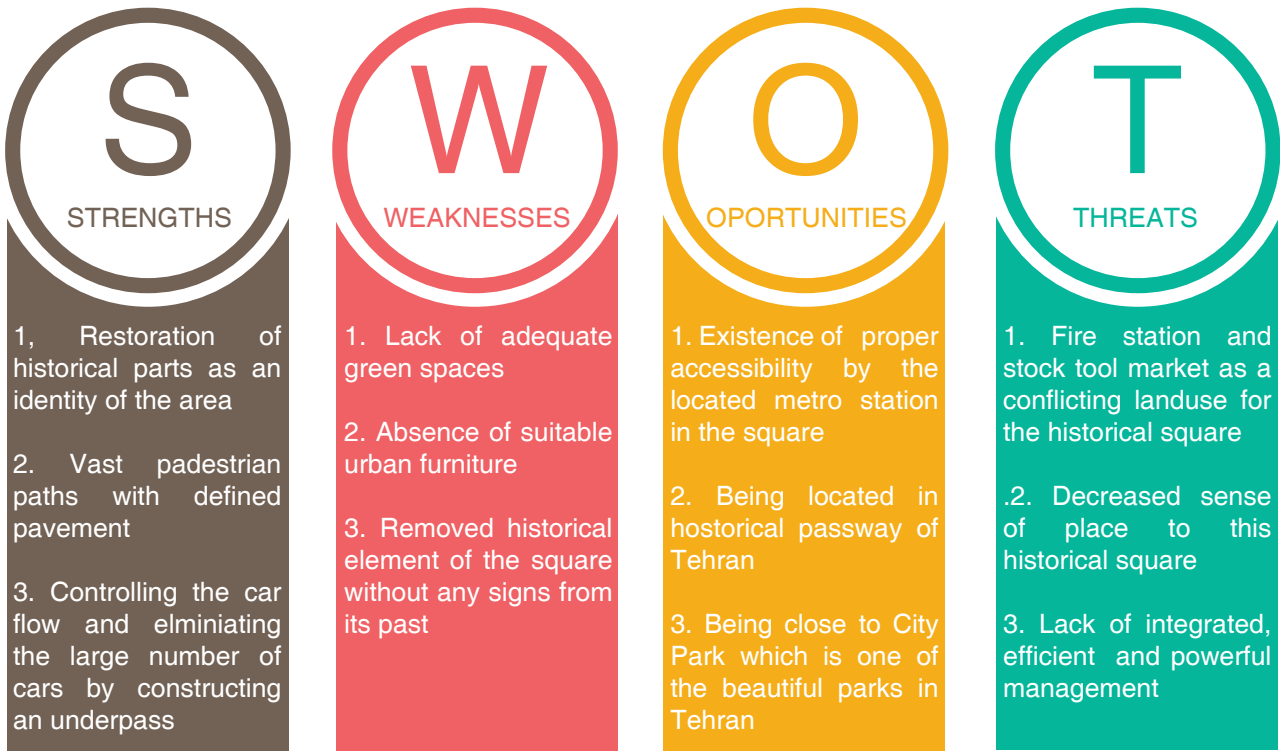 S
STRENGTHS
1, Restoration of
historical parts as an
identity of the area
2. Vast padestrian
paths with defined
pavement
3. Controlling the car
flow and elminiating
the large number of
cars by constructing
an underpass
W
WEAKNESSES
1. Lack of adequate
green spaces
2. Absence of suitable
urban furniture
3. Removed historical
element of the square
without any signs from
its past
O
OPORTUNITIES
1. Existence of proper
accessibility by the
located metro station
in the square
2. Being located in
hostorical passway of
Tehran
3. Being close to City
Park which is one of
the beautiful parks in
Tehran
T
THREATS
1. Fire station and
stock tool market as a
conflicting landuse for
the historical square
.2. Decreased sense
of place to this
historical square
3. Lack of integrated,
efficient and powerful
management